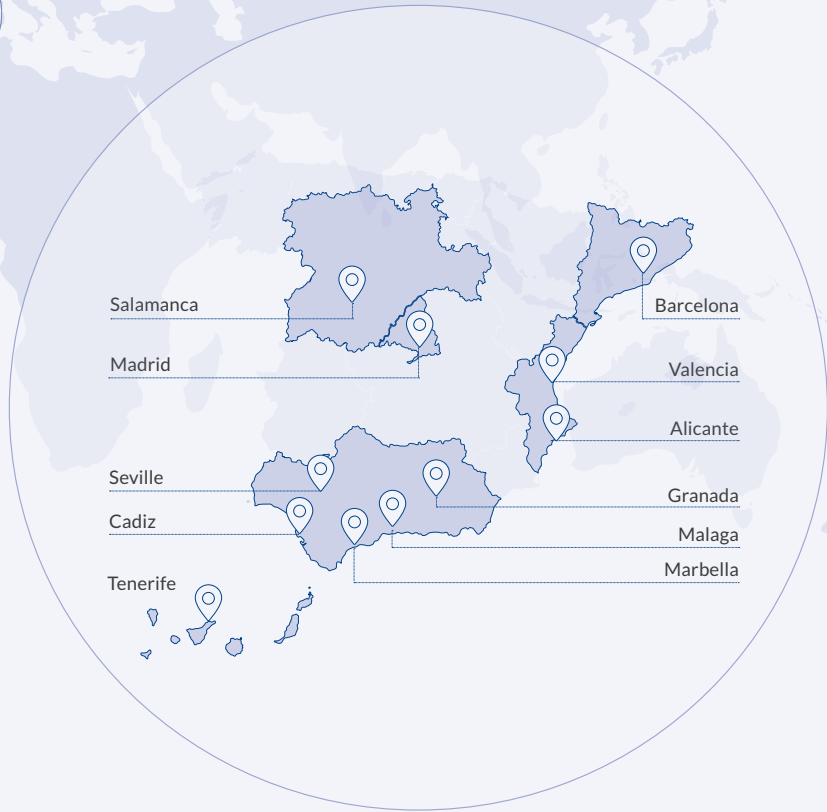 Salamanca
Barcelona
Madrid
Valencia
Alicante
Seville
Granada
Cadiz
Malaga
Marbella
Tenerife